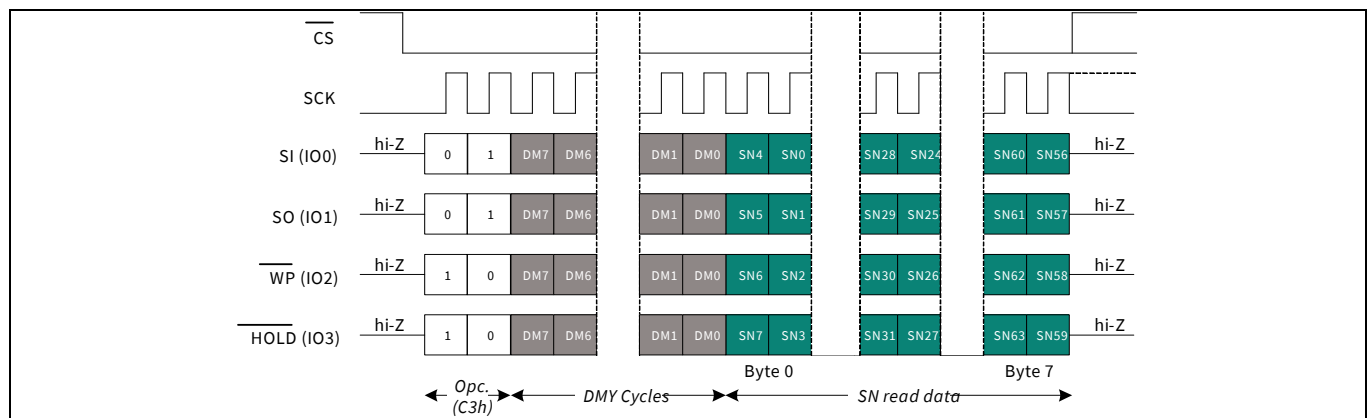 CS
SCK
SI (IO0) hi-Z 0 1 DM7 DM6 DM1 DM0 SN4 SN0 SN28 SN24 SN60 SN56 hi-Z
SO (IO1) hi-Z 0 1 DM7 DM6 DM1 DM0 SN5 SN1 SN29 SN25 SN61 SN57 hi-Z
WP (IO2) hi-Z 1 0 DM7 DM6 DM1 DM0 SN6 SN2 SN30 SN26 SN62 SN58 hi-Z
HOLD (IO3) hi-Z 1 0 DM7 DM6 DM1 DM0 SN7 SN3 SN31 SN27 SN63 SN59 hi-Z
Byte 0 Byte 7
Opc. DMY Cycles SN read data
(C3h)